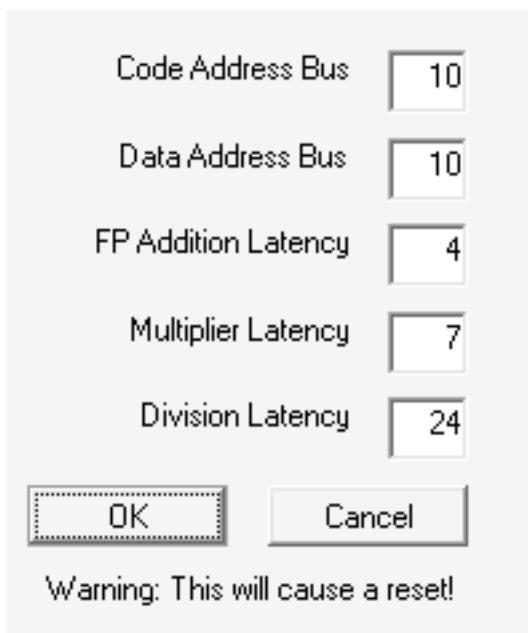 Code Address Bus 10
Data Address Bus 10
FP Addition Latency 4
Multiplier Latency 7
Division Latency 24
OK Cancel
Warning: This will cause a reset!